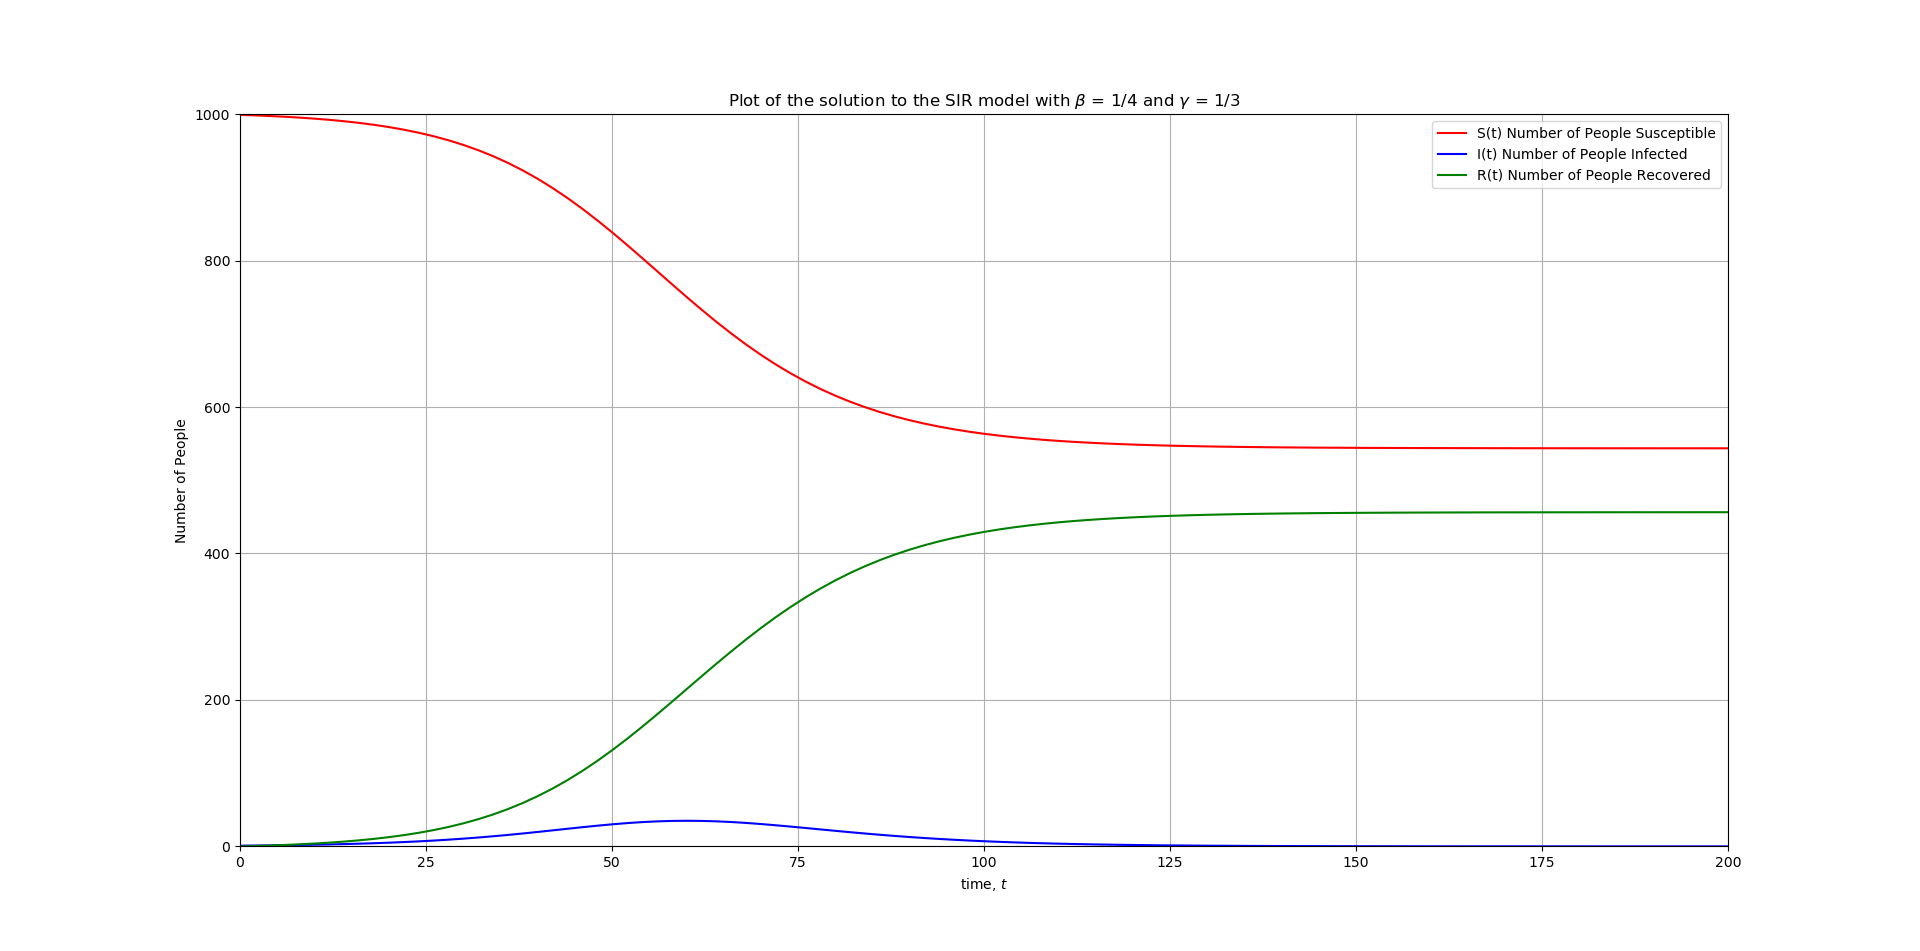 Plot of the solution to the SIR model with β = 1/4 and γ = 1/3
1000
800
600
400
200
0
Number of People
S(t) Number of People Susceptible
I(t) Number of People Infected
R(t) Number of People Recovered
0 25 50 75 100 125 150 175 200
time, t